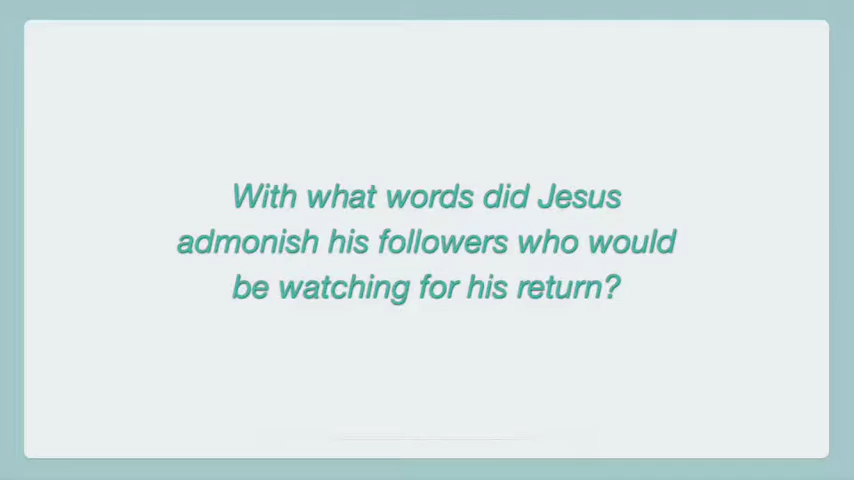 With what words did Jesus
admonish his followers who would
be watching for his return?